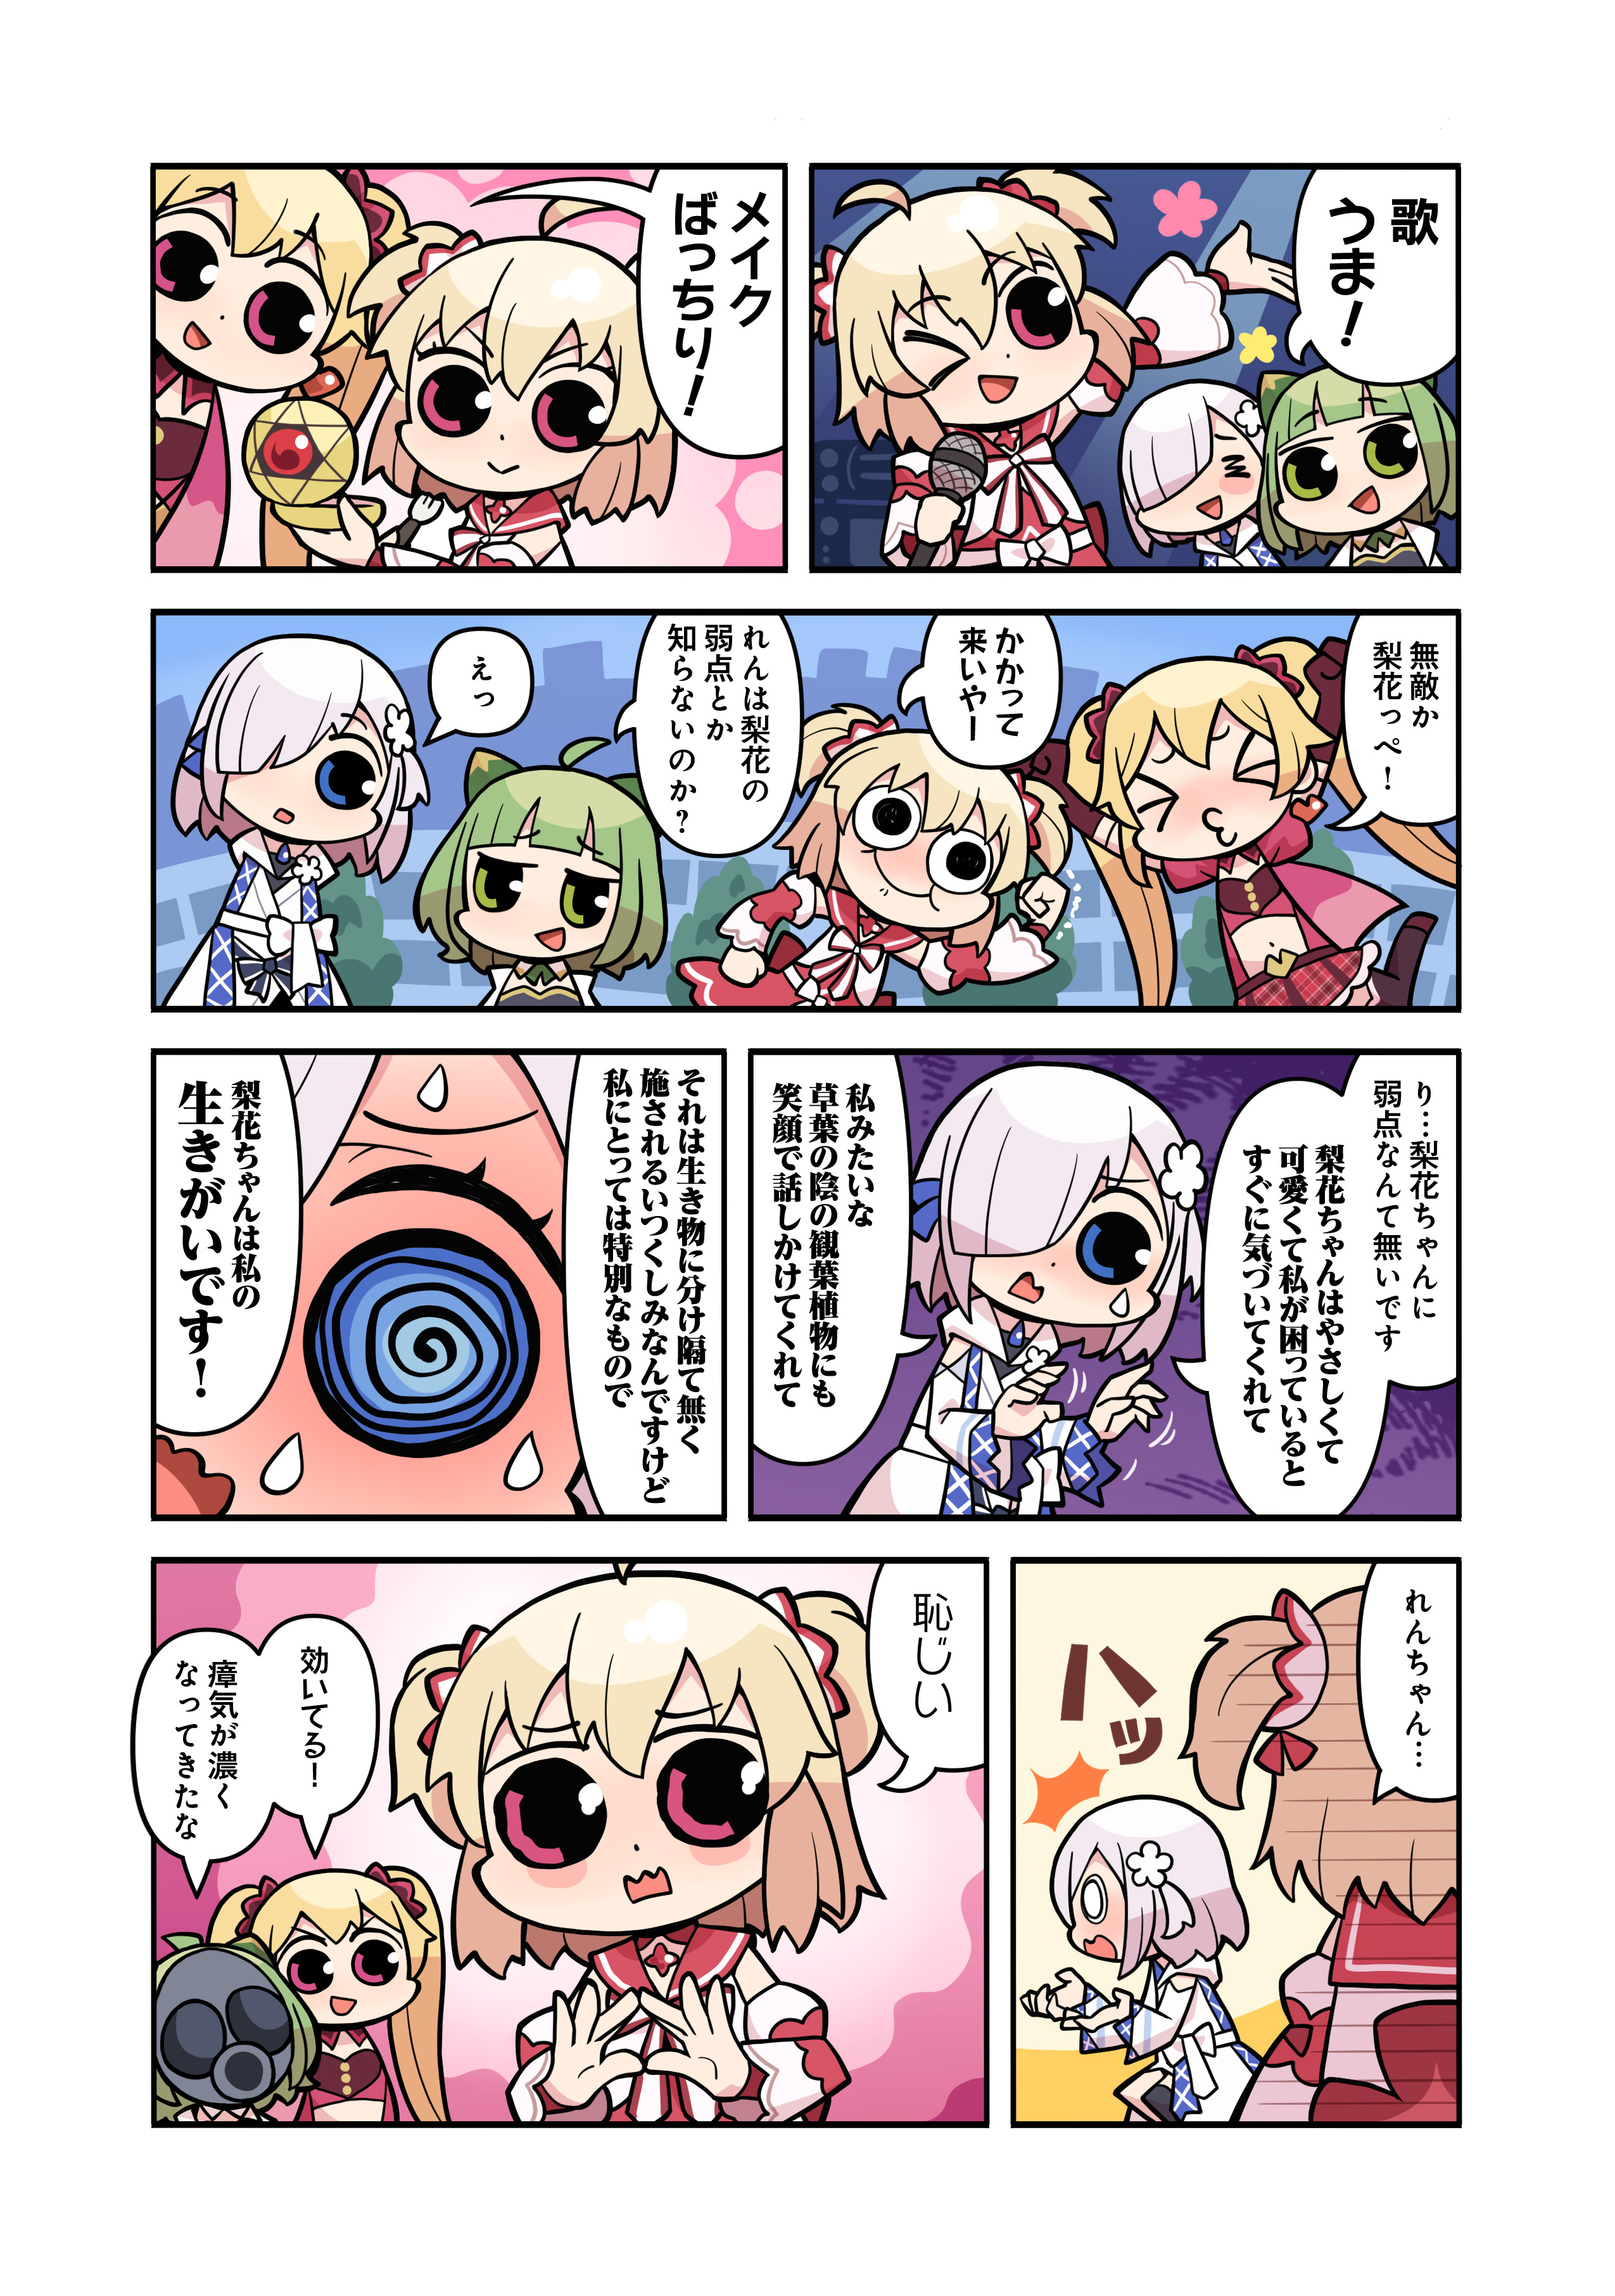 歌
うま！
メイク
ばっちり！
無敵か
梨花っぺ！
かかって
来いやー
れんは梨花の
弱点とか
知らないのか？
えっ
り…梨花ちゃんに
弱点なんて無いです
梨花ちゃんはやさしくて
可愛くて私が困っていると
すぐに気づいてくれて
私みたいな
草葉の陰の観葉植物にも
笑顔で話しかけてくれて
それは生き物に分け隔て無く
施されるいつくしみなんですけど
私にとっては特別なもので
梨花ちゃんは私の
生きがいです！
れんちゃん…
ハッ
恥じい
効いてる！
瘴気が濃く
なってきたな